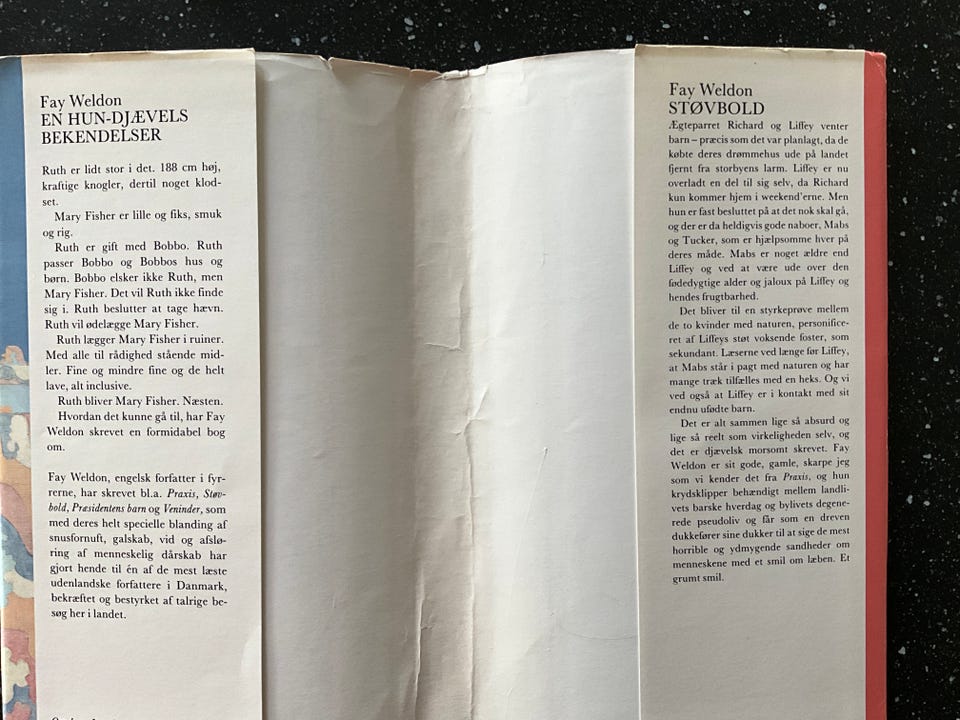 Fay Weldon
EN HUN-DJÆVELS
BEKENDELSER
Ruth er lidt stor i det. 188 cm høj,
kraftige knogler, dertil noget klod-
set.
Mary Fisher er lille og fiks, smuk
og rig.
Ruth er gift med Bobbo. Ruth
passer Bobbo og Bobbos hus og
børn. Bobbo elsker ikke Ruth, men
Mary Fisher. Det vil Ruth ikke finde
sig i. Ruth beslutter at tage hævn.
Ruth vil ødelægge Mary Fisher.
Ruth lægger Mary Fisher i ruiner.
Med alle til rådighed stående mid-
ler. Fine og mindre fine og de helt
lave, alt inclusive.
Ruth bliver Mary Fisher. Næsten.
Hvordan det kunne gå til, har Fay
Weldon skrevet en formidabel bog
om.
Fay Weldon, engelsk forfatter i fyr-
rerne, har skrevet bl.a. Praxis, Støv-
bold, Præsidentens barn og Veninder, som
med deres helt specielle blanding af
snusfornuft, galskab, vid og afslø-
ring af menneskelig dårskab har
gjort hende til én af de mest læste
udenlandske forfattere i Danmark,
bekræftet og bestyrket af talrige be-
søg her i landet.
Fay Weldon
STØVBOLD
Ægteparret Richard og Liffey venter
barn – præcis som det var planlagt, da de
købte deres drømmehus ude på landet
fjernt fra storbyens larm. Liffey er nu
overladt en del til sig selv, da Richard
kun kommer hjem i weekend'erne. Men
hun er fast besluttet på at det nok skal gå,
og der er da heldigvis gode naboer, Mabs
og Tucker, som er hjælpsomme hver på
deres måde. Mabs er noget ældre end
Liffey og ved at være ude over den
fødedygtige alder og jaloux på Liffey og
hendes frugtbarhed.
Det bliver til en styrkeprøve mellem
de to kvinder med naturen, personifice-
ret af Liffeys støt voksende foster, som
sekundant. Læserne ved længe før Liffey,
at Mabs står i pagt med naturen og har
mange træk tilfælles med en heks. Og vi
ved også at Liffey er i kontakt med sit
endnu ufødte barn.
Det er alt sammen lige så absurd og
lige så reelt som virkeligheden selv, og
det er djævelsk morsomt skrevet. Fay
Weldon er sit gode, gamle, skarpe jeg
som vi kender det fra Praxis, og hun
krydsklipper behændigt mellem landli-
vets barske hverdag og bylivets degene-
rede pseudoliv og får som en dreven
dukkefører sine dukker til at sige de mest
horrible og ydmygende sandheder om
menneskene med et smil om læben. Et
grumt smil.